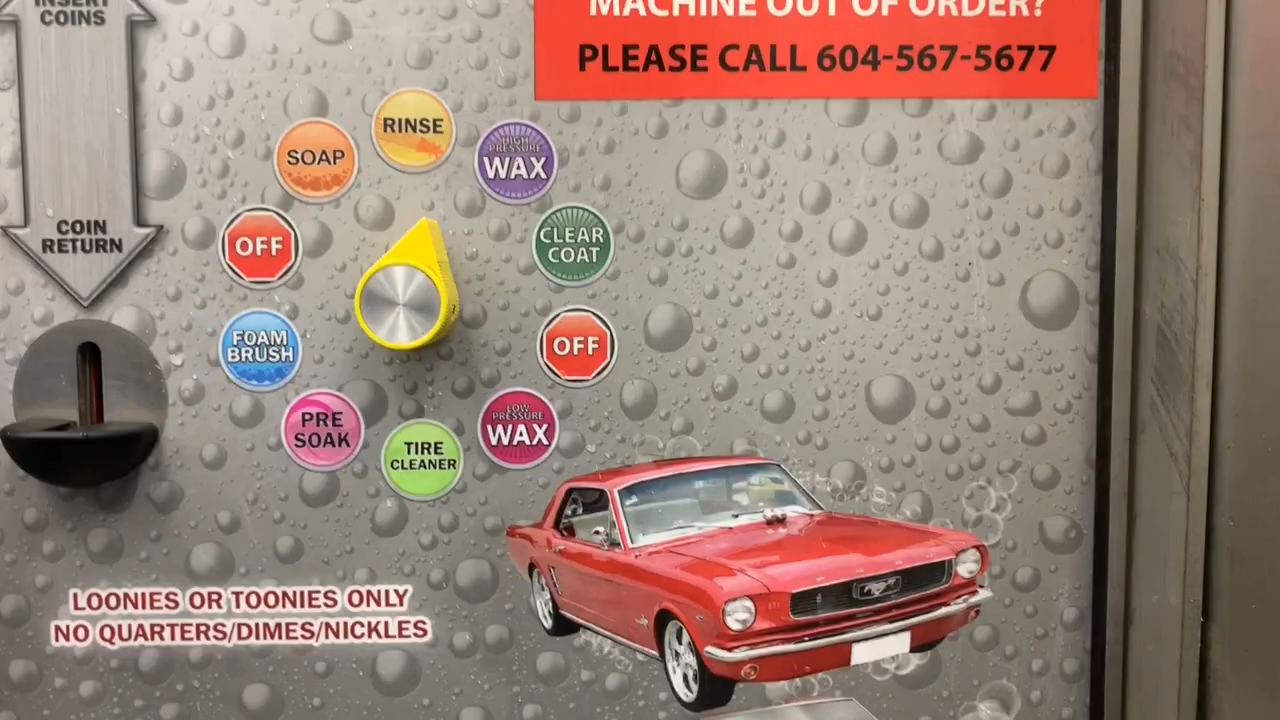 INSERT
COINS
MACHINE OUT OF ORDER?
PLEASE CALL 604-567-5677
RINSE
SOAP
HIGH
PRESSURE
WAX
COIN
RETURN
OFF
CLEAR
COAT
FOAM
BRUSH
OFF
PRE
SOAK
TIRE
CLEANER
LOW
PRESSURE
WAX
LOONIES OR TOONIES ONLY
NO QUARTERS/DIMES/NICKLES